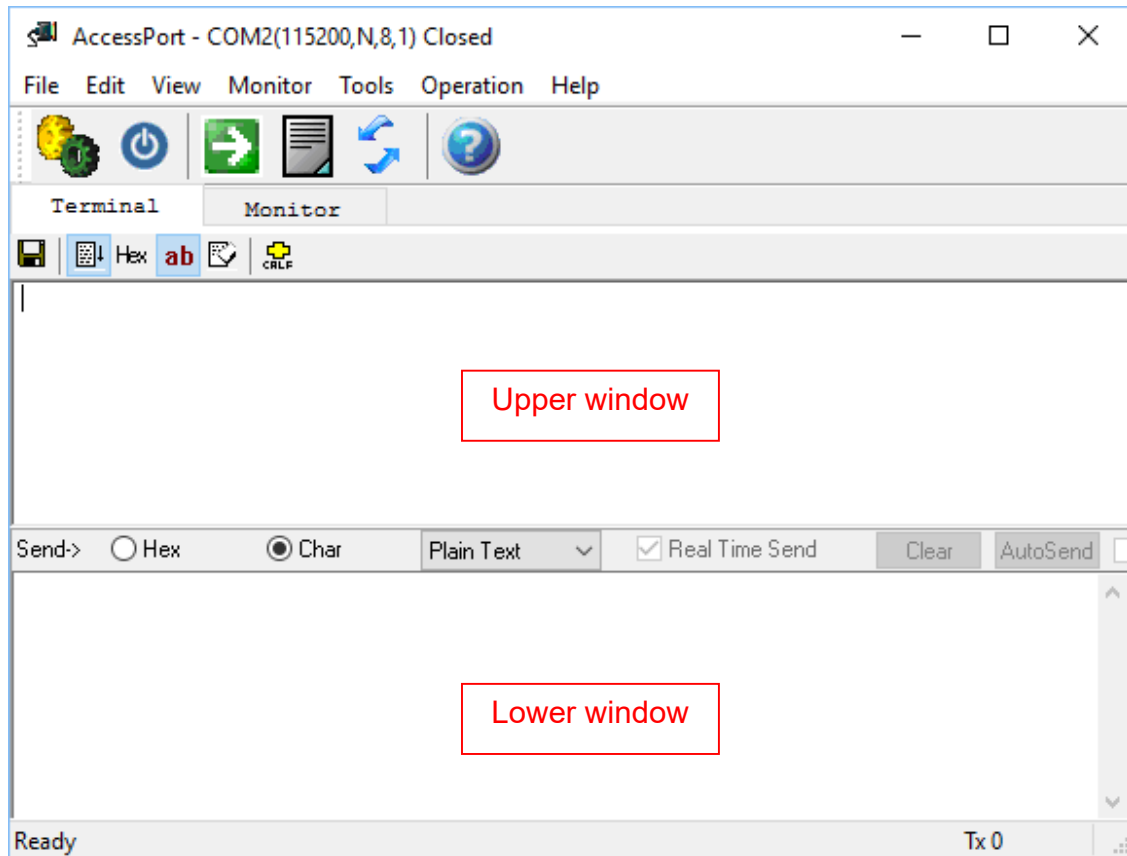 AccessPort - COM2(115200,N,8,1) Closed
File Edit View Monitor Tools Operation Help
Terminal Monitor
Hex ab CRLF
Upper window
Send-> Hex Char Plain Text Real Time Send Clear AutoSend
Lower window
Ready Tx 0